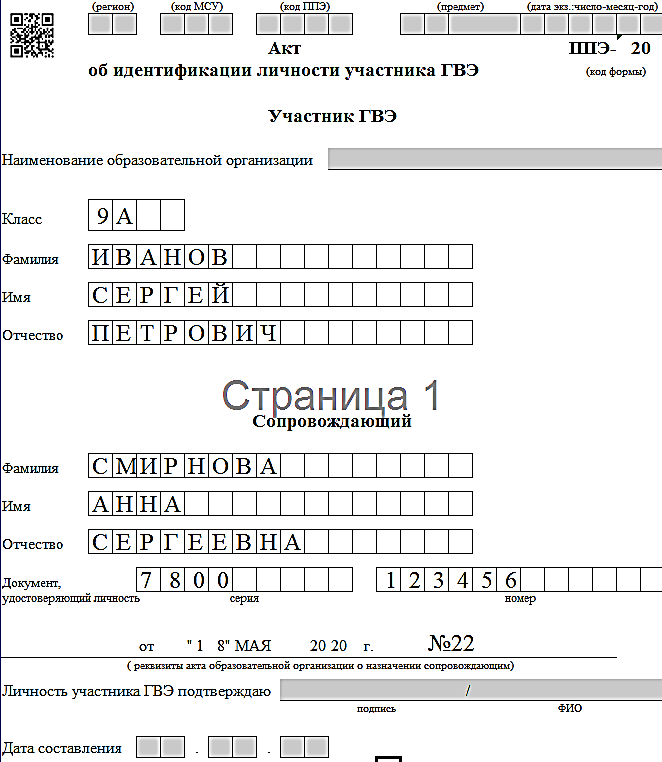 (регион) (код МСУ) (код ППЭ) (предмет) (дата экз.:число-месяц-год)
Акт ППЭ- 20
об идентификации личности участника ГВЭ (код формы)
Участник ГВЭ
Наименование образовательной организации
Класс 9А
Фамилия ИВАНОВ
Имя СЕРГЕЙ
Отчество ПЕТРОВИЧ
Страница 1
Сопровождающий
Фамилия СМИРНОВА
Имя АННА
Отчество СЕРГЕЕВНА
Документ, 7800 123456
удостоверяющий личность серия номер
от " 1 8" МАЯ 20 20 г. №22
( реквизиты акта образовательной организации о назначении сопровождающим)
Личность участника ГВЭ подтверждаю /
подпись ФИО
Дата составления . .